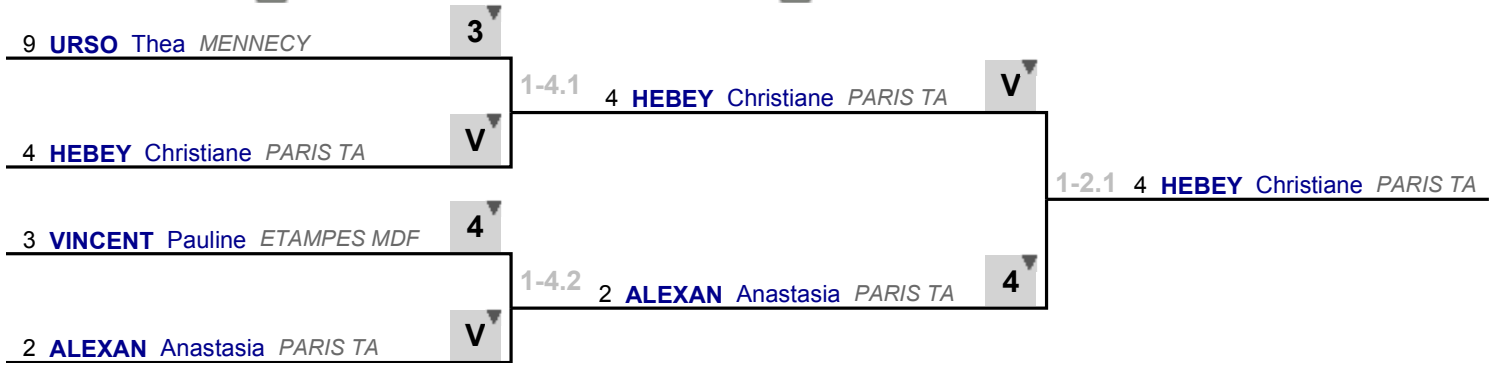 9 URSO Thea MENNECY 3
1-4.1 4 HEBEY Christiane PARIS TA V
4 HEBEY Christiane PARIS TA V
1-2.1 4 HEBEY Christiane PARIS TA
3 VINCENT Pauline ETAMPES MDF 4
1-4.2 2 ALEXAN Anastasia PARIS TA 4
2 ALEXAN Anastasia PARIS TA V